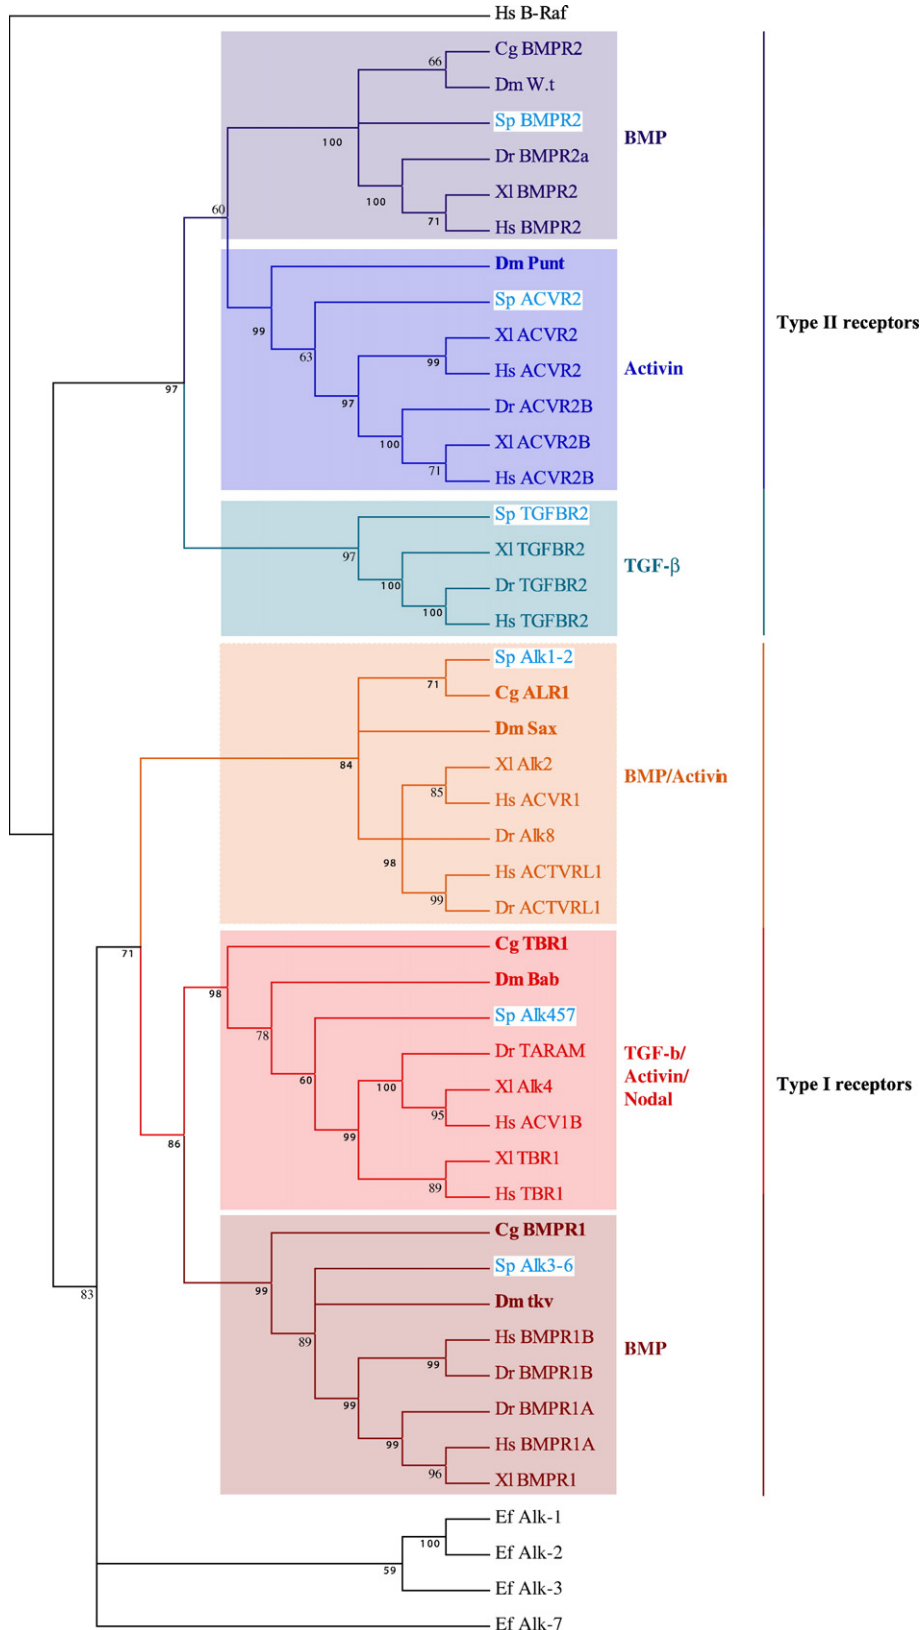 Hs B-Raf
Cg BMPR2
66
Dm W.t
Sp BMPR2
BMP
100
Dr BMPR2a
Xl BMPR2
100
71
Hs BMPR2
60
Dm Punt
99
Sp ACVR2
Type II receptors
Xl ACVR2
63
99
Hs ACVR2
Activin
97
97
Dr ACVR2B
100
Xl ACVR2B
71
Hs ACVR2B
Sp TGFBR2
97
Xl TGFBR2
TGF-β
100
Dr TGFBR2
100
Hs TGFBR2
Sp Alk1-2
71
Cg ALR1
Dm Sax
84
Xl Alk2
BMP/Activin
85
Hs ACVR1
Dr Alk8
98
Hs ACTVRL1
99
Dr ACTVRL1
71
Cg TBR1
98
Dm Bab
Sp Alk457
78
Dr TARAM
TGF-b/
Activin/
Nodal
60
100
Xl Alk4
Type I receptors
95
Hs ACV1B
99
86
Xl TBR1
89
Hs TBR1
Cg BMPR1
Sp Alk3-6
99
83
Dm tkv
89
Hs BMPR1B
BMP
99
Dr BMPR1B
99
Dr BMPR1A
99
Hs BMPR1A
96
Xl BMPR1
Ef Alk-1
100
Ef Alk-2
59
Ef Alk-3
Ef Alk-7